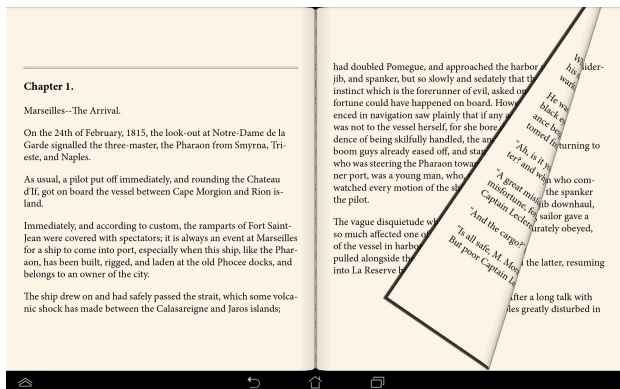 Chapter 1.
Marseilles--The Arrival.
On the 24th of February, 1815, the look-out at Notre-Dame de la
Garde signalled the three-master, the Pharaon from Smyrna, Tri-
este, and Naples.
As usual, a pilot put off immediately, and rounding the Chateau
d'If, got on board the vessel between Cape Morgion and Rion is-
land.
Immediately, and according to custom, the ramparts of Fort Saint-
Jean were covered with spectators; it is always an event at Marseilles
for a ship to come into port, especially when this ship, like the Phar-
aon, has been built, rigged, and laden at the old Phocee docks, and
belongs to an owner of the city.
The ship drew on and had safely passed the strait, which some volca-
nic shock has made between the Calasareigne and Jaros islands;
had doubled Pomegue, and approached the harbor
jib, and spanker, but so slowly and sedately that
instinct which is the forerunner of evil, asked
fortune could have happened on board.
enced in navigation saw plainly that if any
was not to the vessel herself, for she bore
dence of being skilfully handled, the
boom guys already eased off, and
who was steering the Pharaon
ner port, was a young man, who,
watched every motion of the
the pilot.
The vague disquietude
so much affected one
of the vessel in
pulled alongside
into La Reserve
his
He
black
tomed
"Ah, is it
ter? and
"A great
misfortune,
Captain
"And the cargo?"
"Is all safe, M.
But poor Captain
sider-
turning to
who com-
the spanker
downhaul,
sailor gave a
obeyed,
the latter, resuming
After a long talk with
greatly disturbed in